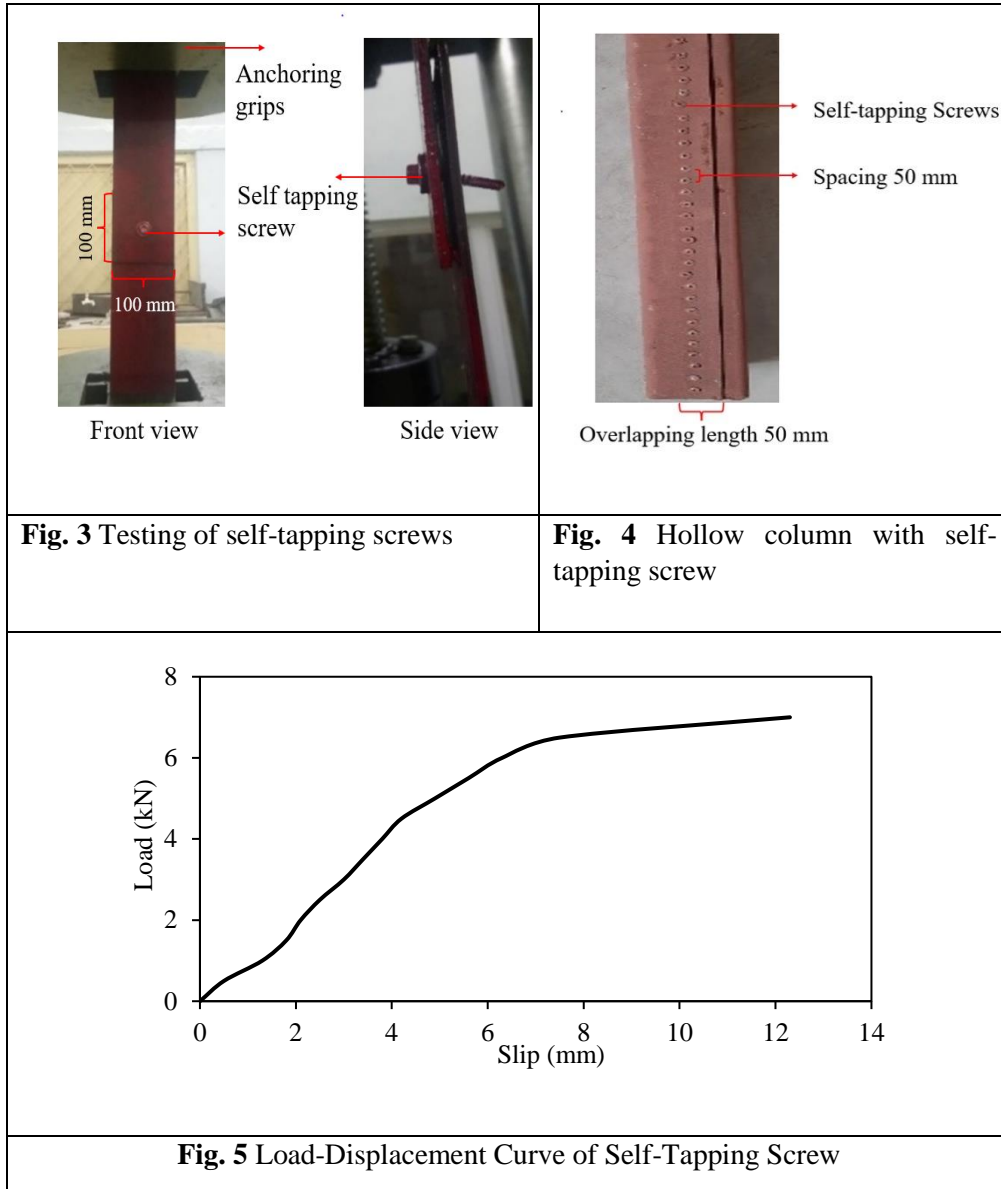 Anchoring
grips
Self tapping
screw
100 mm
100 mm
Front view
Side view
Self-tapping Screws
Spacing 50 mm
Overlapping length 50 mm
Fig. 3 Testing of self-tapping screws
Fig. 4 Hollow column with self-
tapping screw
8
6
4
2
0
Load (kN)
0 2 4 6 8 10 12 14
Slip (mm)
Fig. 5 Load-Displacement Curve of Self-Tapping Screw